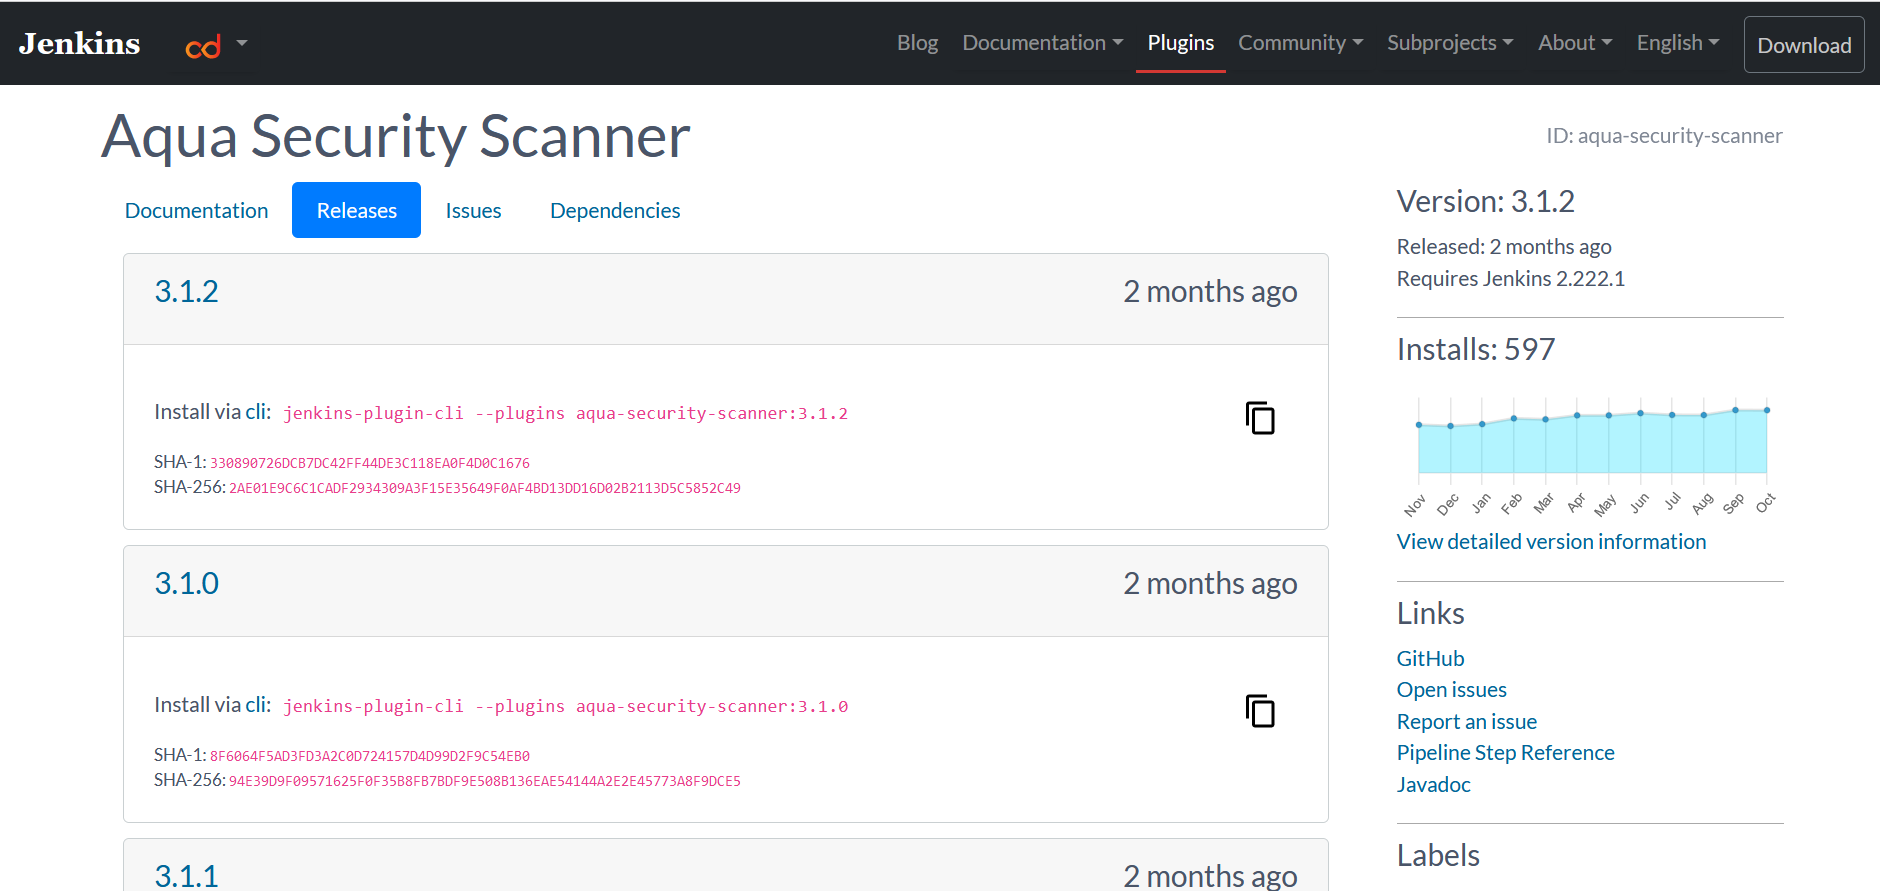 Jenkins
cd
Blog Documentation Plugins Community Subprojects About English Download
Aqua Security Scanner
ID: aqua-security-scanner
Documentation Releases Issues Dependencies
3.1.2 2 months ago
Install via cli: jenkins-plugin-cli --plugins aqua-security-scanner:3.1.2
SHA-1: 330890726DCB7DC42FF44DE3C118EA0F4D0C1676
SHA-256: 2AE01E9C6C1CADF2934309A3F15E35649F0AF4BD13DD16D02B2113D5C5852C49
3.1.0 2 months ago
Install via cli: jenkins-plugin-cli --plugins aqua-security-scanner:3.1.0
SHA-1: 8F6064F5AD3FD3A2C0D724157D4D99D2F9C54EB0
SHA-256: 94E39D9F09571625F0F35B8FB7BDF9E508B136EAE54144A2E2E45773A8F9DCE5
3.1.1 2 months ago
Version: 3.1.2
Released: 2 months ago
Requires Jenkins 2.222.1
Installs: 597
Nov Dec Jan Feb Mar Apr May Jun Jul Aug Sep Oct
View detailed version information
Links
GitHub
Open issues
Report an issue
Pipeline Step Reference
Javadoc
Labels